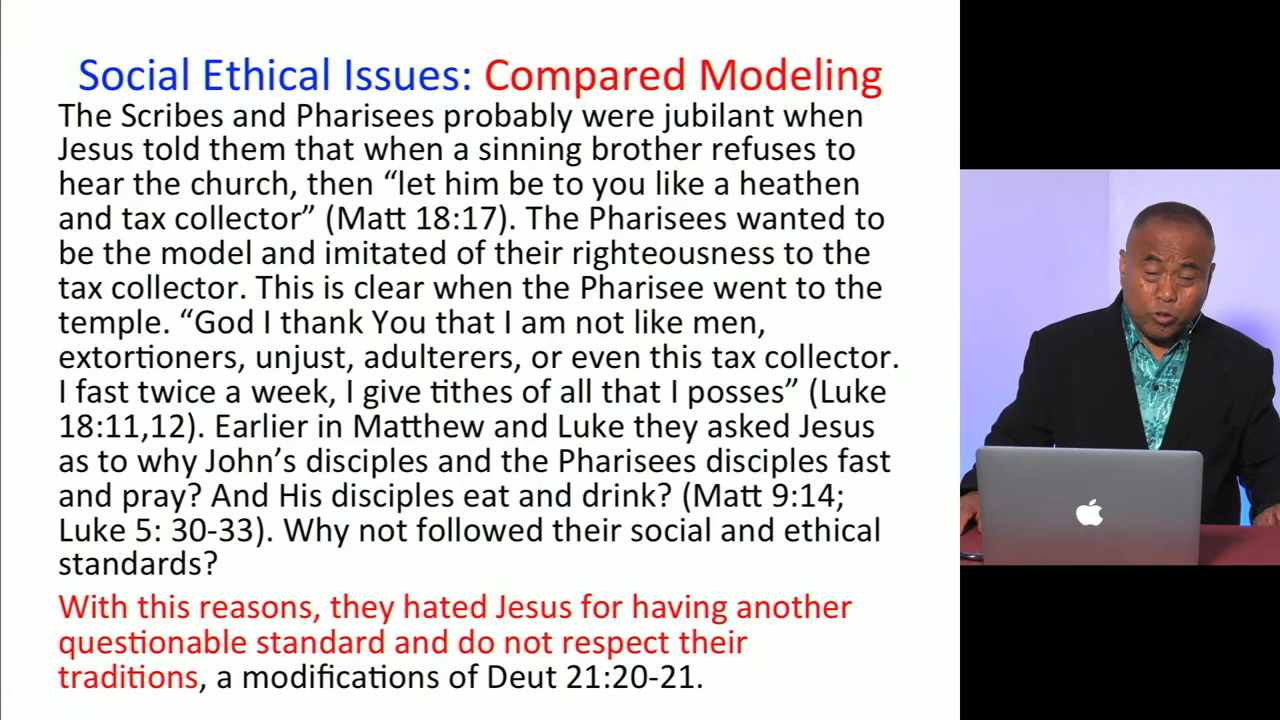 Social Ethical Issues: Compared Modeling
The Scribes and Pharisees probably were jubilant when
Jesus told them that when a sinning brother refuses to
hear the church, then “let him be to you like a heathen
and tax collector” (Matt 18:17). The Pharisees wanted to
be the model and imitated of their righteousness to the
tax collector. This is clear when the Pharisee went to the
temple. “God I thank You that I am not like men,
extortioners, unjust, adulterers, or even this tax collector.
I fast twice a week, I give tithes of all that I posses” (Luke
18:11,12). Earlier in Matthew and Luke they asked Jesus
as to why John’s disciples and the Pharisees disciples fast
and pray? And His disciples eat and drink? (Matt 9:14;
Luke 5: 30-33). Why not followed their social and ethical
standards?
With this reasons, they hated Jesus for having another
questionable standard and do not respect their
traditions, a modifications of Deut 21:20-21.